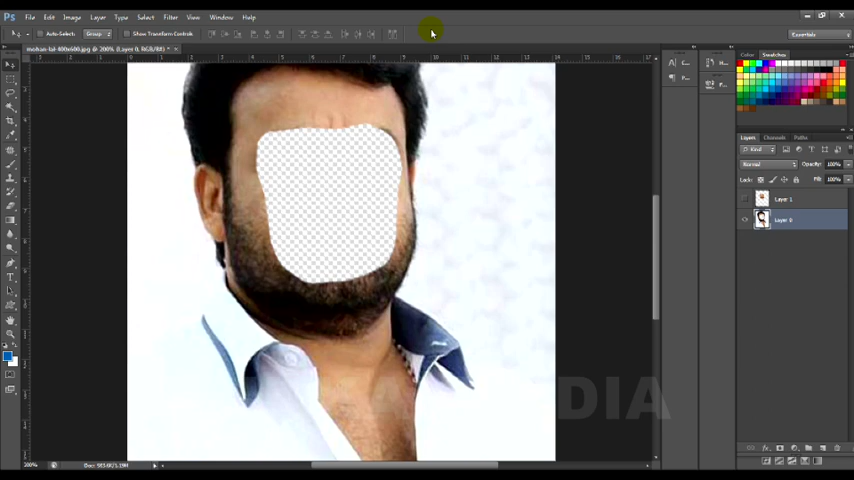 Ps File Edit Image Layer Type Select Filter View Window Help
Auto-Select: Group Show Transform Controls Essentials
mohan-lal-400x600.jpg @ 200% (Layer 0, RGB/8#) * ×
Color Swatches
Layers Channels Paths
Kind
Normal Opacity: 100%
Lock: Fill: 100%
Layer 1
Layer 0
DIA
200% Doc: 983.0K/1.19M